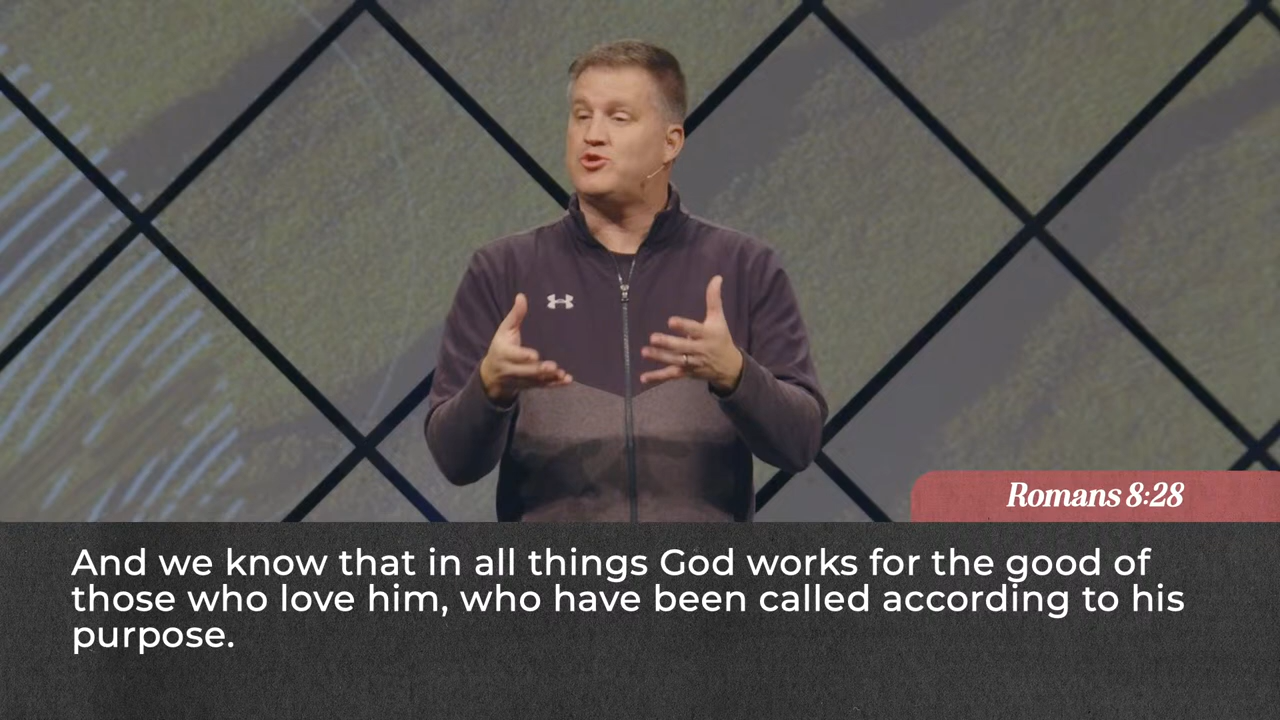 Romans 8:28
And we know that in all things God works for the good of
those who love him, who have been called according to his
purpose.